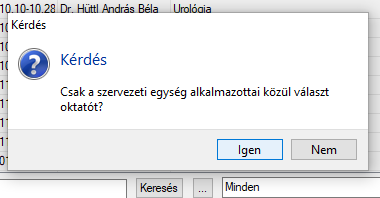 10.10-10.28 Dr. Hüttl András Béla Urológia
Kérdés
Kérdés
Csak a szervezeti egység alkalmazottai közül választ
oktatót?
Igen Nem
Keresés ... Minden